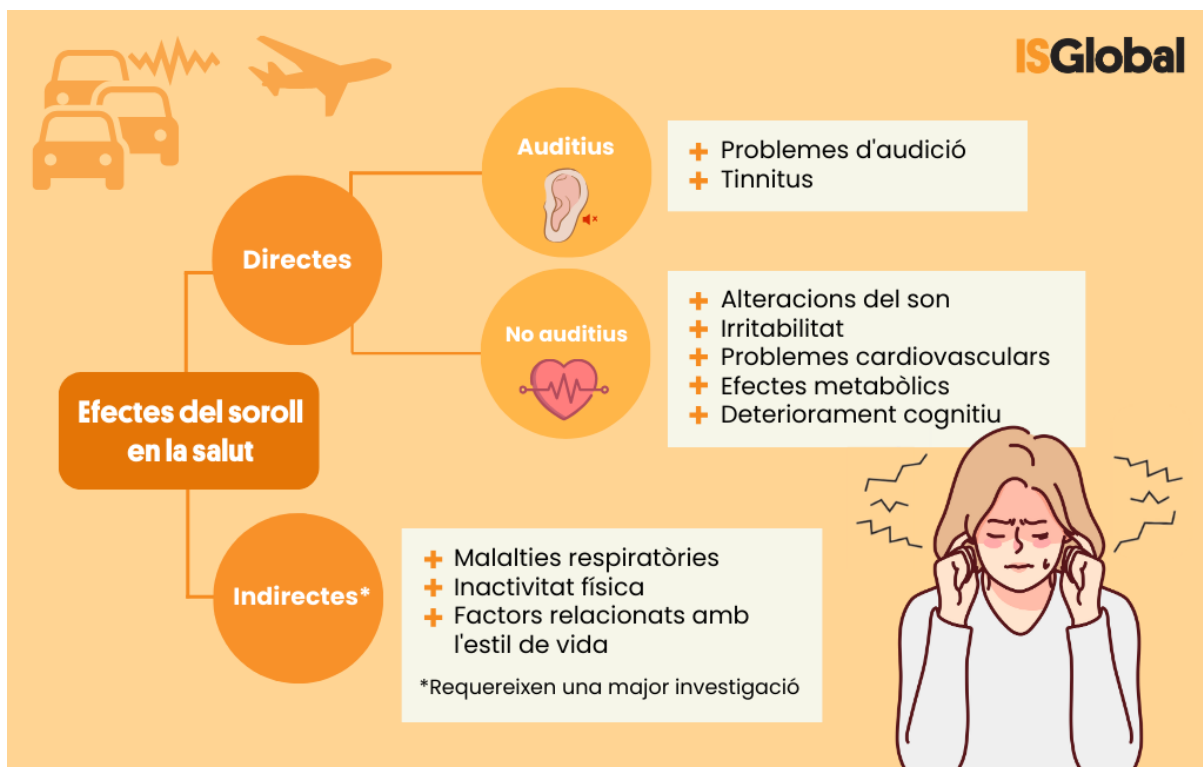 ISGlobal
Efectes del soroll
en la salut
Directes
Auditius
+ Problemes d'audició
+ Tinnitus
No auditius
+ Alteracions del son
+ Irritabilitat
+ Problemes cardiovasculars
+ Efectes metabòlics
+ Deteriorament cognitiu
Indirectes*
+ Malalties respiratòries
+ Inactivitat física
+ Factors relacionats amb
l'estil de vida
*Requereixen una major investigació